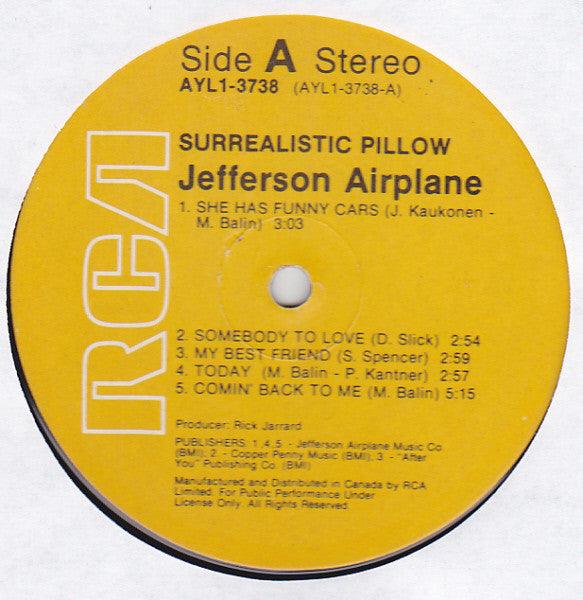 Side A Stereo
AYL1-3738 (AYL1-3738-A)
SURREALISTIC PILLOW
Jefferson Airplane
1. SHE HAS FUNNY CARS (J. Kaukonen -
M. Balin) 3:03
RCA
2. SOMEBODY TO LOVE (D. Slick) 2:54
3. MY BEST FRIEND (S. Spencer) 2:59
4. TODAY (M. Balin - P. Kantner) 2:57
5. COMIN' BACK TO ME (M. Balin) 5:15
Producer: Rick Jarrard
PUBLISHERS: 1,4,5 - Jefferson Airplane Music Co
(BMI); 2. - Copper Penny Music (BMI), 3 - "After
You" Publishing Co. (BMI)
Manufactured and Distributed in Canada by RCA
Limited. For Public Performance Under
License Only. All Rights Reserved.